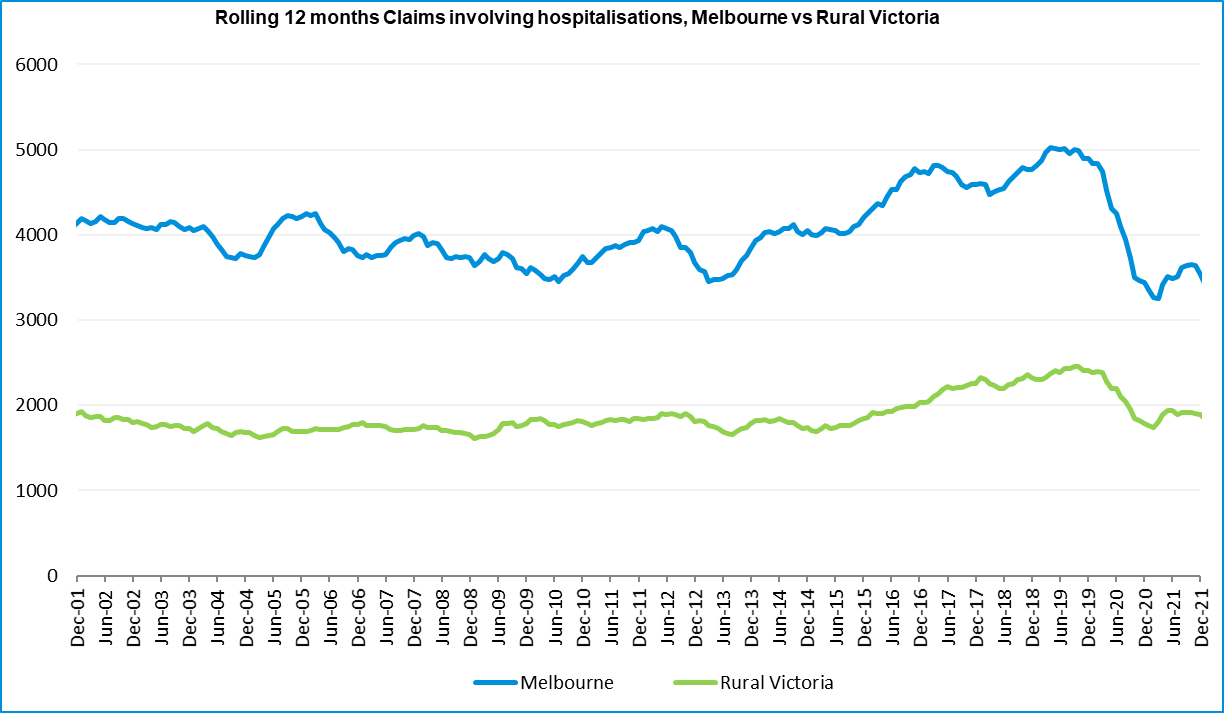 Rolling 12 months Claims involving hospitalisations, Melbourne vs Rural Victoria
6000
5000
4000
3000
2000
1000
0
Dec-01
Jun-02
Dec-02
Jun-03
Dec-03
Jun-04
Dec-04
Jun-05
Dec-05
Jun-06
Dec-06
Jun-07
Dec-07
Jun-08
Dec-08
Jun-09
Dec-09
Jun-10
Dec-10
Jun-11
Dec-11
Jun-12
Dec-12
Jun-13
Dec-13
Jun-14
Dec-14
Jun-15
Dec-15
Jun-16
Dec-16
Jun-17
Dec-17
Jun-18
Dec-18
Jun-19
Dec-19
Jun-20
Dec-20
Jun-21
Dec-21
Melbourne
Rural Victoria